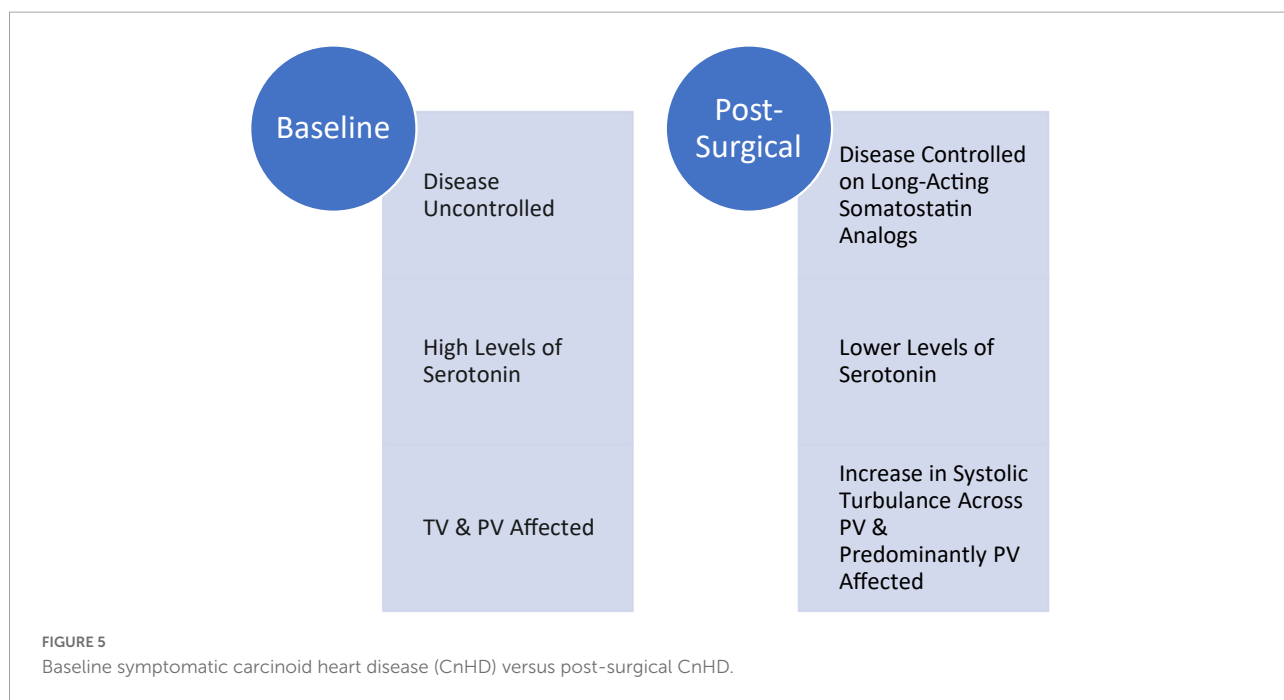 Baseline
Disease
Uncontrolled
High Levels of
Serotonin
TV & PV Affected
Post-
Surgical
Disease Controlled
on Long-Acting
Somatostatin
Analogs
Lower Levels of
Serotonin
Increase in Systolic
Turbulance Across
PV &
Predominantly PV
Affected
FIGURE 5
Baseline symptomatic carcinoid heart disease (CnHD) versus post-surgical CnHD.